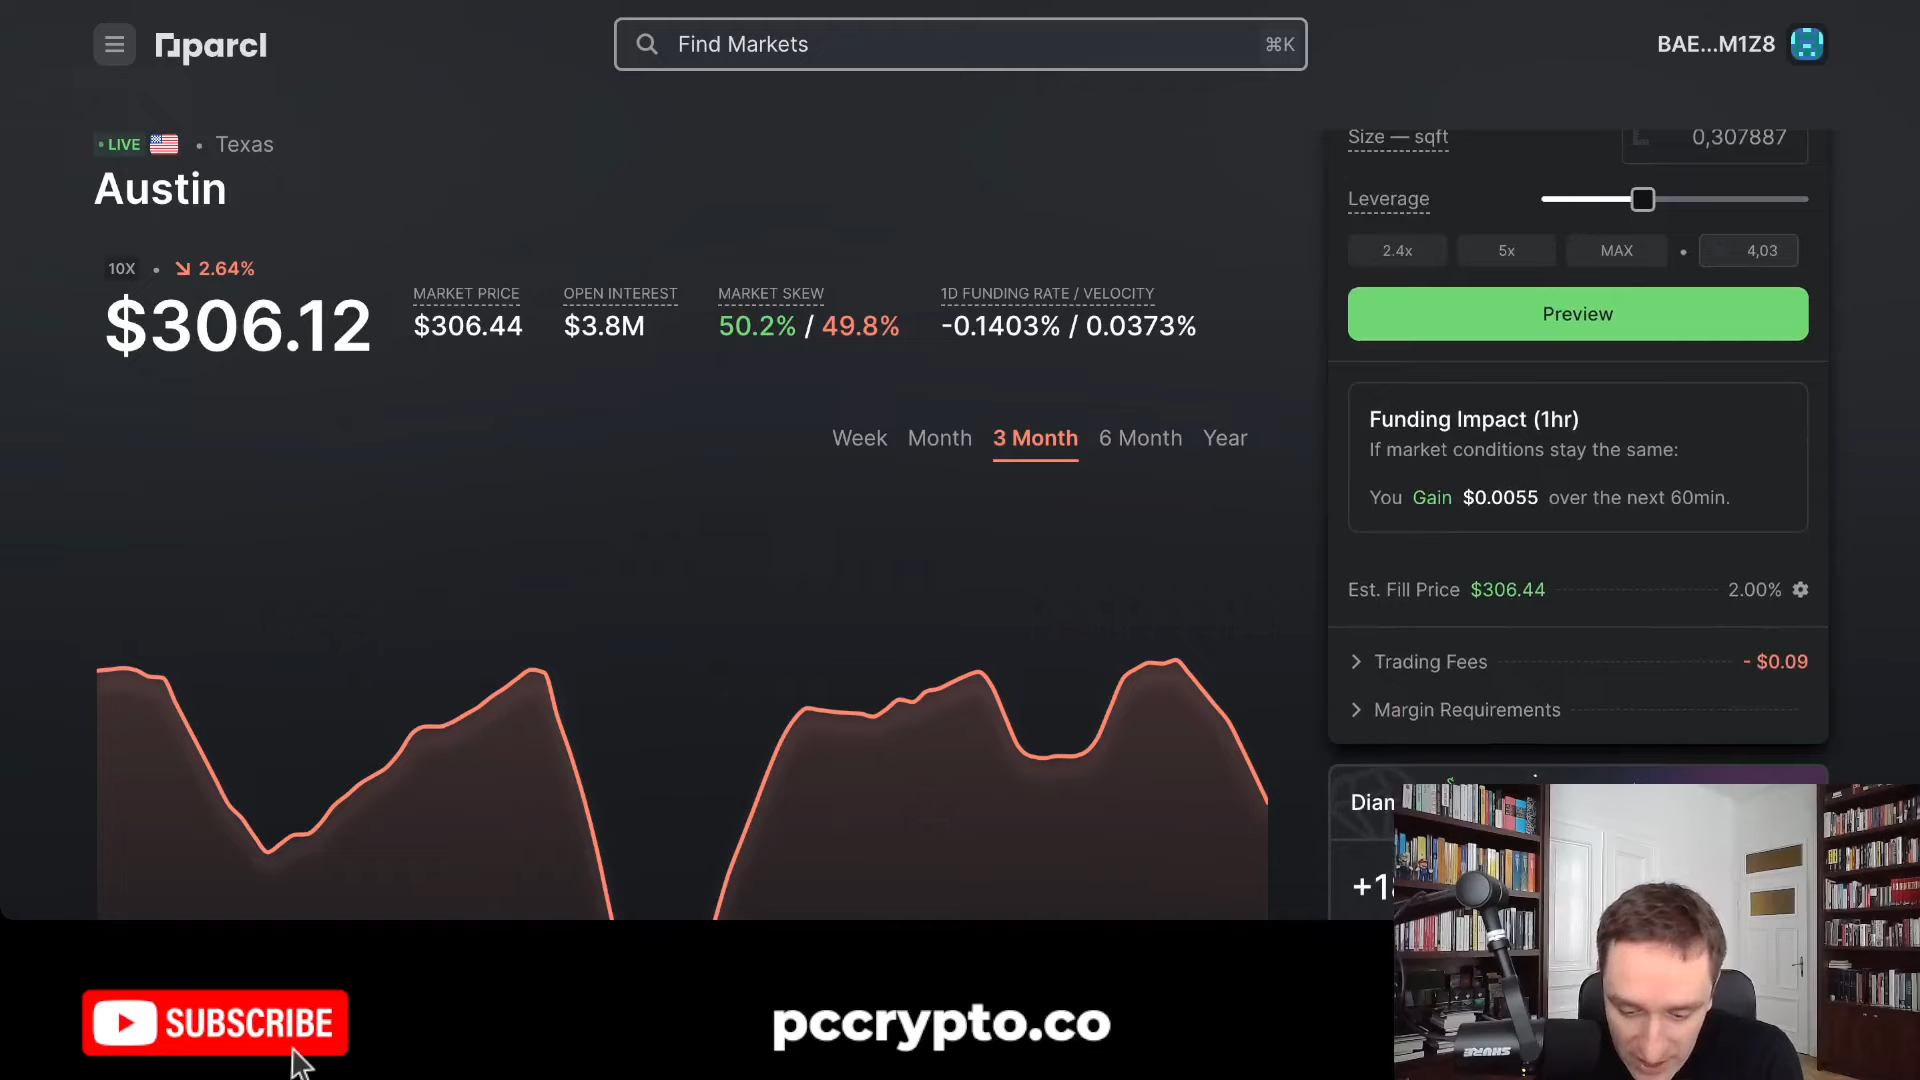 parcl
Find Markets
⌘K
BAE...M1Z8
• LIVE • Texas
Austin
10X • 2.64%
$306.12
MARKET PRICE
$306.44
OPEN INTEREST
$3.8M
MARKET SKEW
50.2% / 49.8%
1D FUNDING RATE / VELOCITY
-0.1403% / 0.0373%
Week Month 3 Month 6 Month Year
Size — sqft 0,307887
Leverage
2.4x 5x MAX • 4,03
Preview
Funding Impact (1hr)
If market conditions stay the same:
You Gain $0.0055 over the next 60min.
Est. Fill Price $306.44 2.00%
Trading Fees - $0.09
Margin Requirements
SUBSCRIBE
pccrypto.co
SHURE